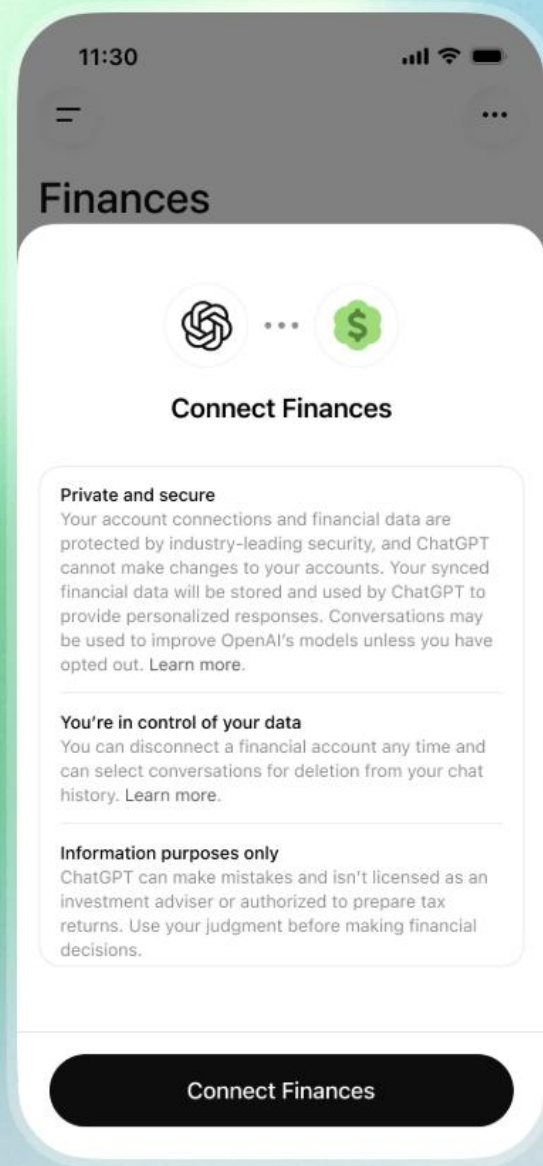 11:30
Finances
$
Connect Finances
Private and secure
Your account connections and financial data are
protected by industry-leading security, and ChatGPT
cannot make changes to your accounts. Your synced
financial data will be stored and used by ChatGPT to
provide personalized responses. Conversations may
be used to improve OpenAI’s models unless you have
opted out. Learn more.
You’re in control of your data
You can disconnect a financial account any time and
can select conversations for deletion from your chat
history. Learn more.
Information purposes only
ChatGPT can make mistakes and isn’t licensed as an
investment adviser or authorized to prepare tax
returns. Use your judgment before making financial
decisions.
Connect Finances